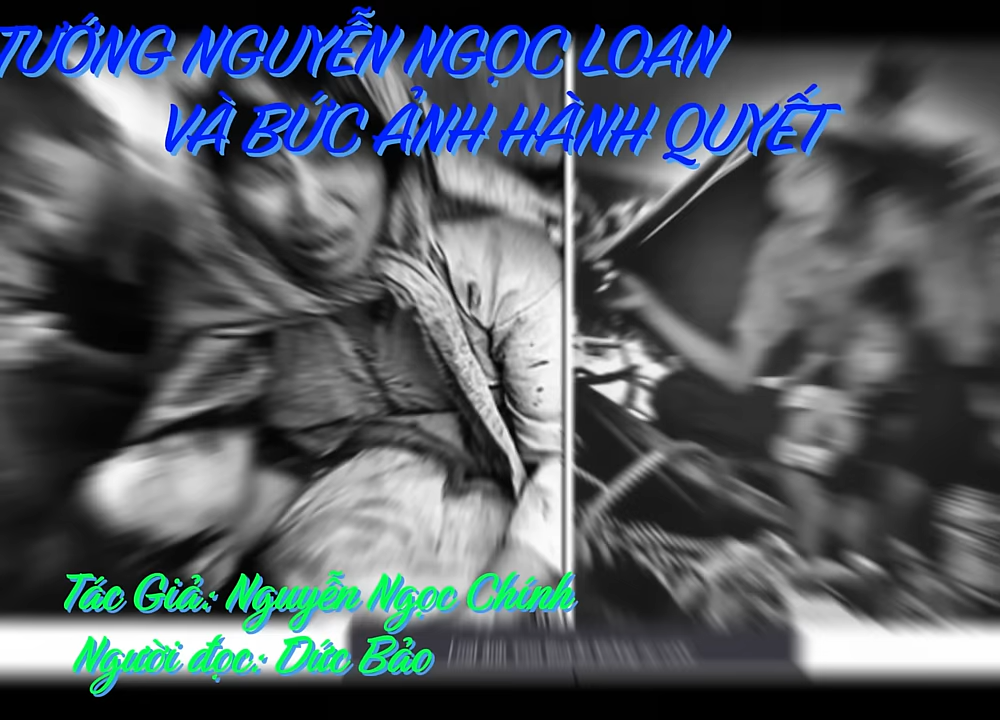 TƯỚNG NGUYỄN NGỌC LOAN
VÀ BỨC ẢNH HÀNH QUYẾT
Tác Giả: Nguyễn Ngọc Chính
Người đọc: Đức Bảo